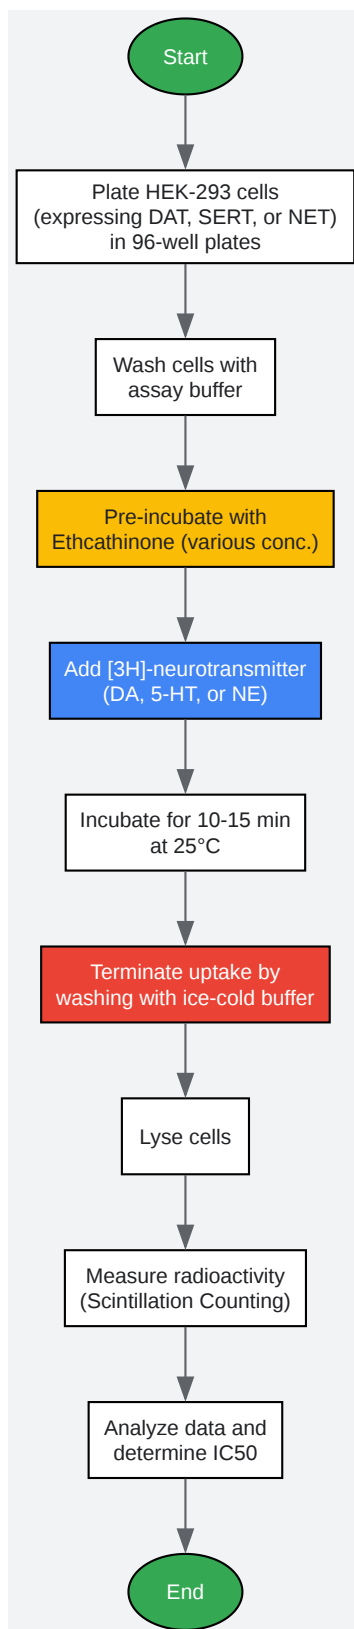 Start
Plate HEK-293 cells
(expressing DAT, SERT, or NET)
in 96-well plates
Wash cells with
assay buffer
Pre-incubate with
Ethcathinone (various conc.)
Add [3H]-neurotransmitter
(DA, 5-HT, or NE)
Incubate for 10-15 min
at 25°C
Terminate uptake by
washing with ice-cold buffer
Lyse cells
Measure radioactivity
(Scintillation Counting)
Analyze data and
determine IC50
End